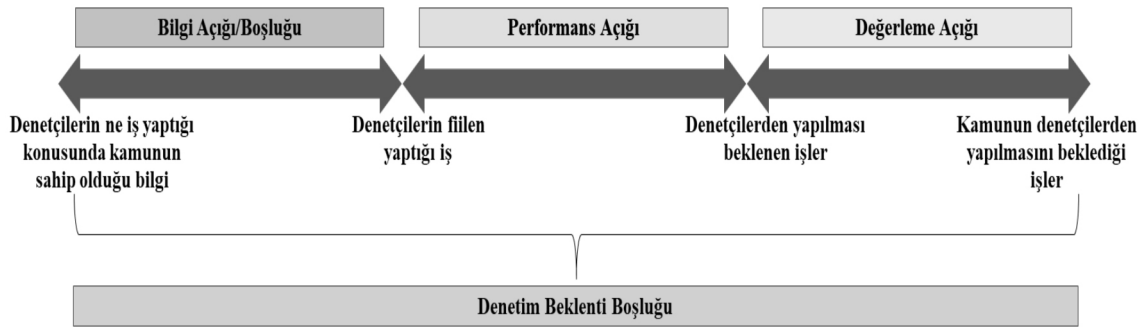 Bilgi Açığı/Boşluğu
Performans Açığı
Değerleme Açığı
Denetçilerin ne iş yaptığı
konusunda kamunun
sahip olduğu bilgi
Denetçilerin fiilen
yaptığı iş
Denetçilerden yapılması
beklenen işler
Kamunun denetçilerden
yapılmasını beklediği
işler
Denetim Beklenti Boşluğu